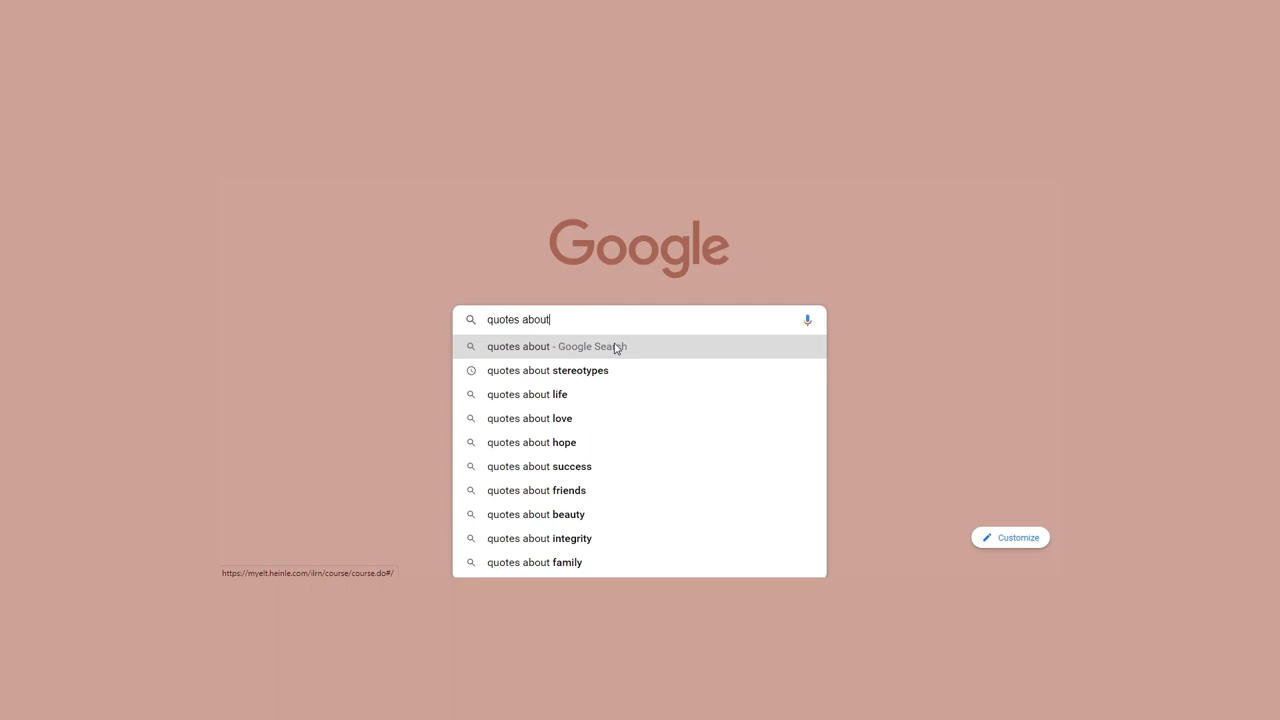 Google
quotes about
quotes about - Google Search
quotes about stereotypes
quotes about life
quotes about love
quotes about hope
quotes about success
quotes about friends
quotes about beauty
quotes about integrity
Customize
quotes about family
https://myelt.heinle.com/ilrn/course/course.do#/